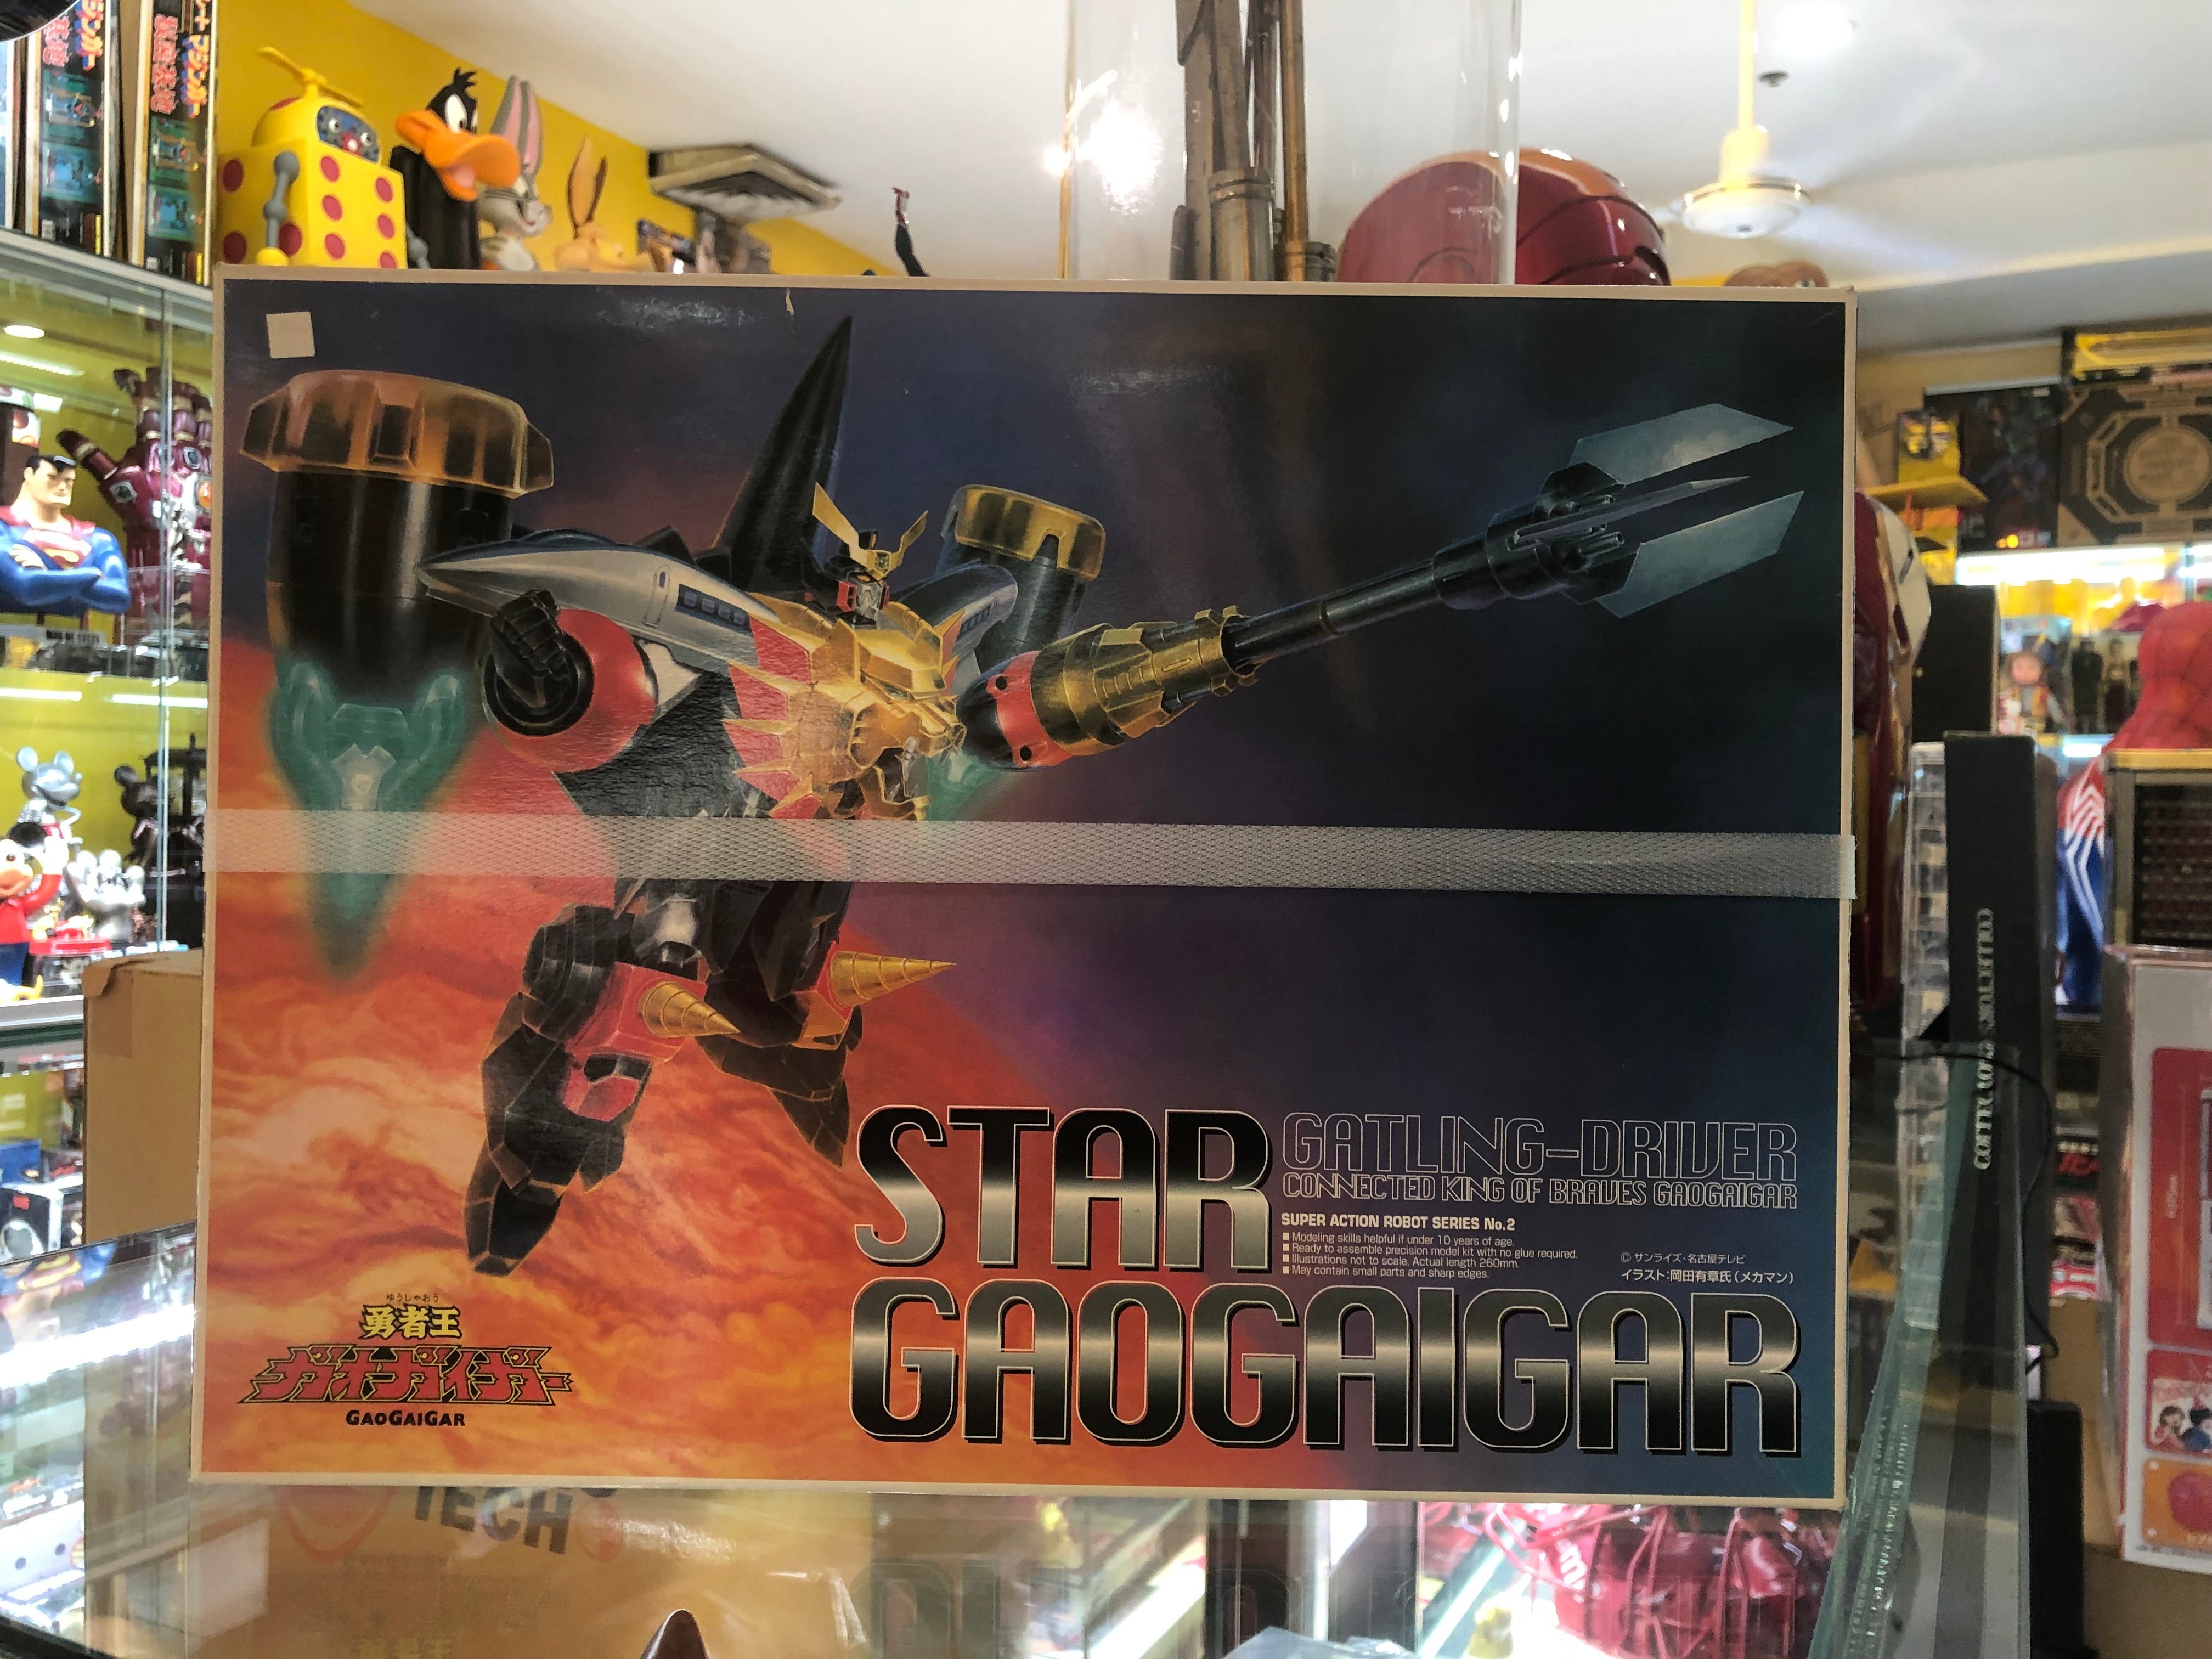 STAR
GATLING-DRIVER
CONNECTED KING OF BRAVES GAOGAIGAR
SUPER ACTION ROBOT SERIES No.2
■ Modeling skills helpful if under 10 years of age.
■ Ready to assemble precision model kit with no glue required.
■ Illustrations not to scale. Actual length 260mm.
■ May contain small parts and sharp edges.
© サンライズ・名古屋テレビ
イラスト:岡田有章氏(メカマン)
GAOGAIGAR
ゆうしゃおう
勇者王
ガオガイガー
GAOGAIGAR
TECH